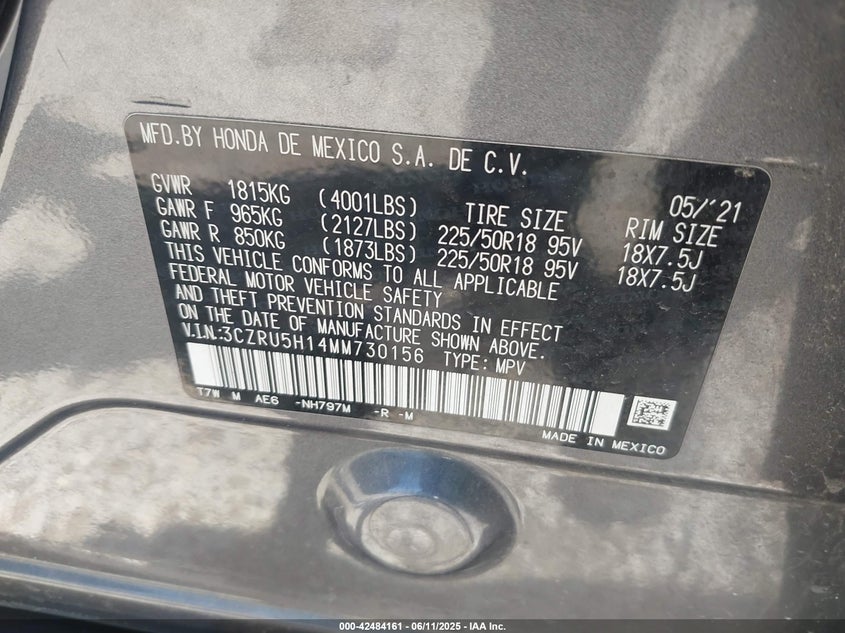 MFD.BY HONDA DE MEXICO S.A. DE C.V.
05/'21
GVWR 1815KG (4001LBS) TIRE SIZE RIM SIZE
GAWR F 965KG (2127LBS) 225/50R18 95V 18X7.5J
GAWR R 850KG (1873LBS) 225/50R18 95V 18X7.5J
THIS VEHICLE CONFORMS TO ALL APPLICABLE
FEDERAL MOTOR VEHICLE SAFETY
AND THEFT PREVENTION STANDARDS IN EFFECT
ON THE DATE OF MANUFACTURE SHOWN ABOVE.
V.I.N:3CZRU5H14MM730156 TYPE: MPV
T7W M AE6 -NH797M -R -M
MADE IN MEXICO
000-42484161 - 06/11/2025 - IAA Inc.